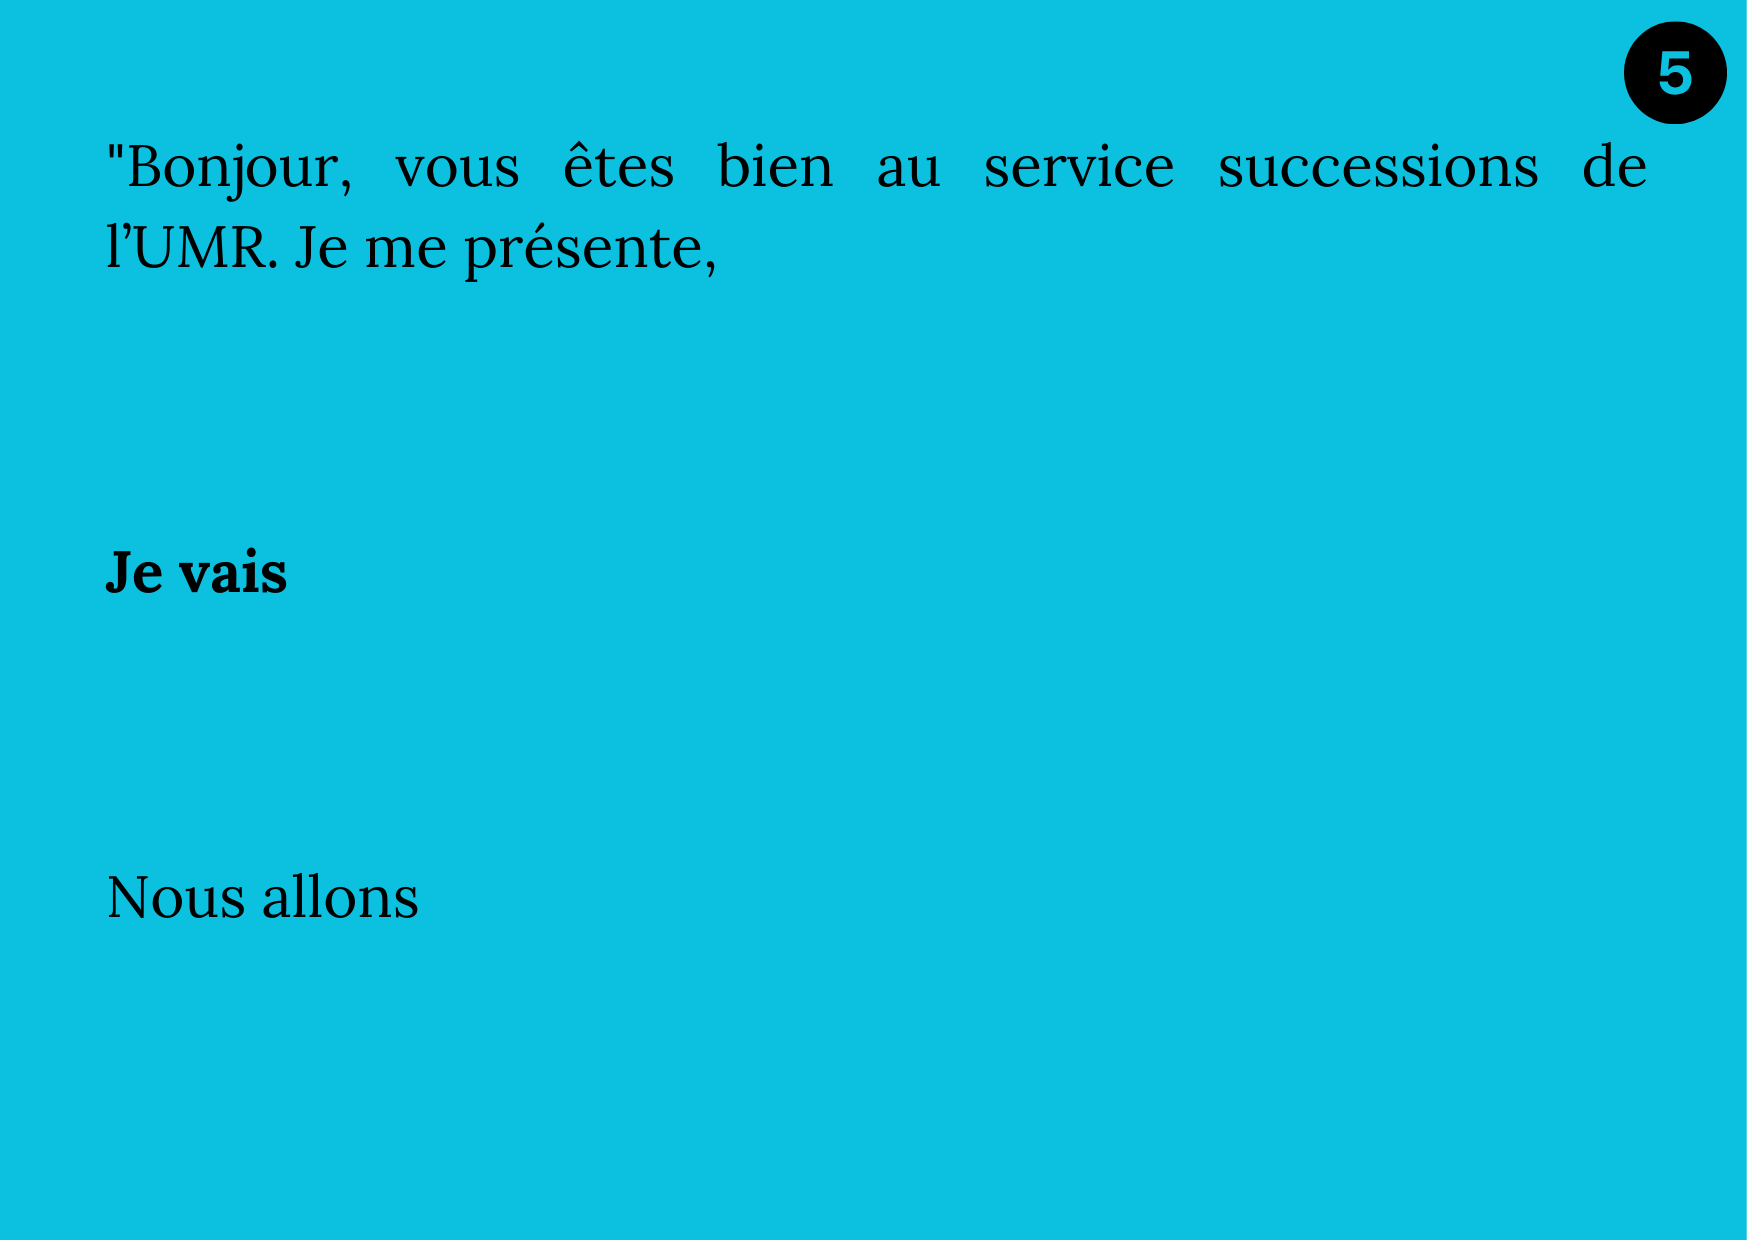 5
"Bonjour, vous êtes bien au service successions de
l’UMR. Je me présente,
Je vais
Nous allons